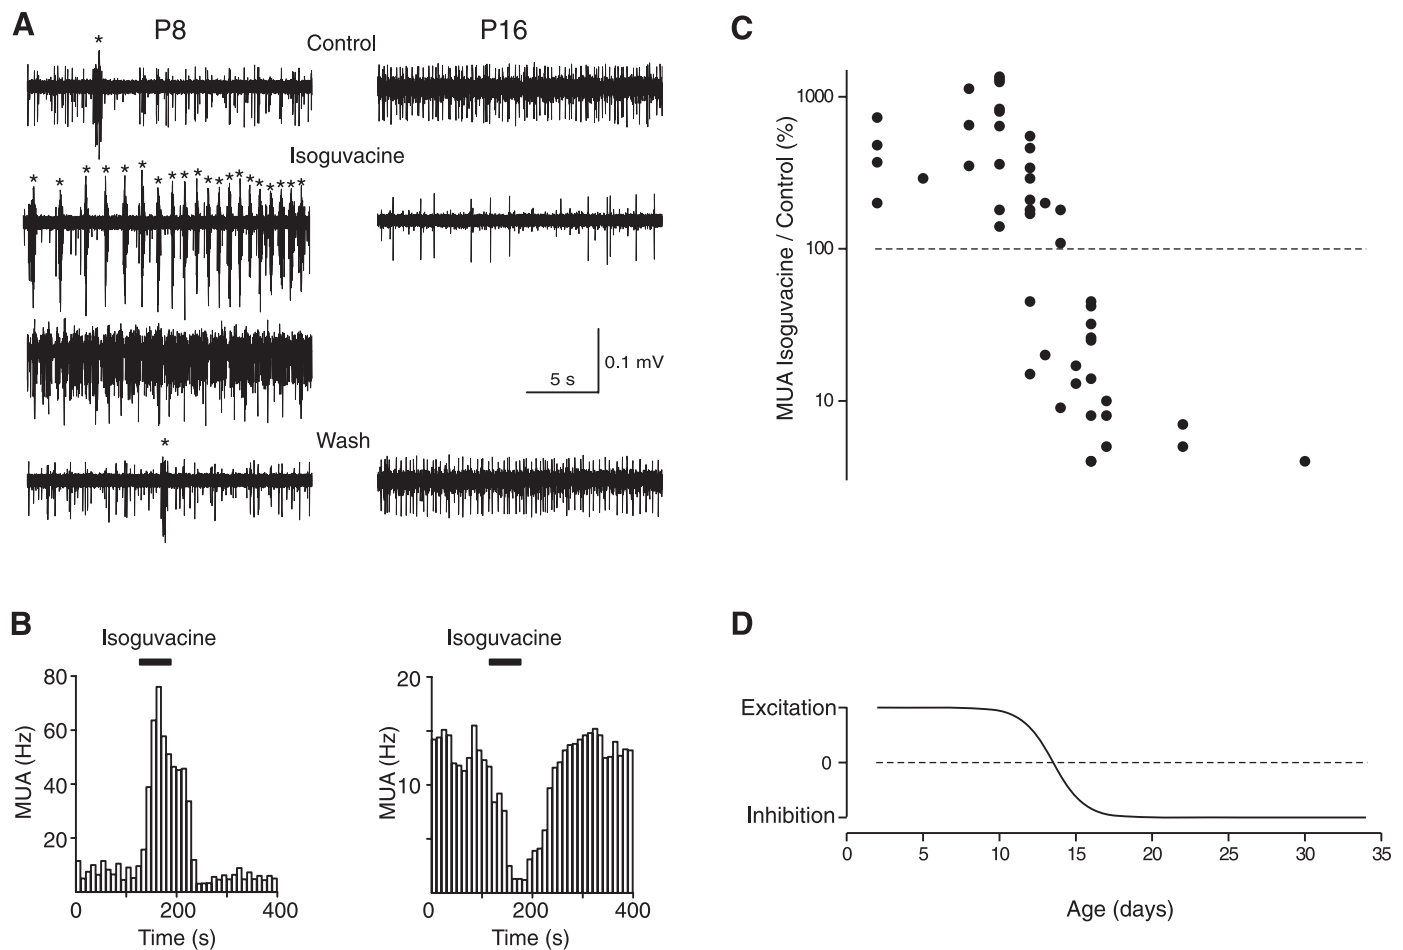 A
P8
P16
Control
*
Isoguvacine
* * * * * * * * * * * * * * * * * * *
0.1 mV
5 s
Wash
*
B
Isoguvacine
80
60
40
20
MUA (Hz)
0
200
400
Time (s)
Isoguvacine
20
10
MUA (Hz)
0
200
400
Time (s)
C
1000
100
10
MUA Isoguvacine / Control (%)
D
Excitation
0
Inhibition
0
5
10
15
20
25
30
35
Age (days)